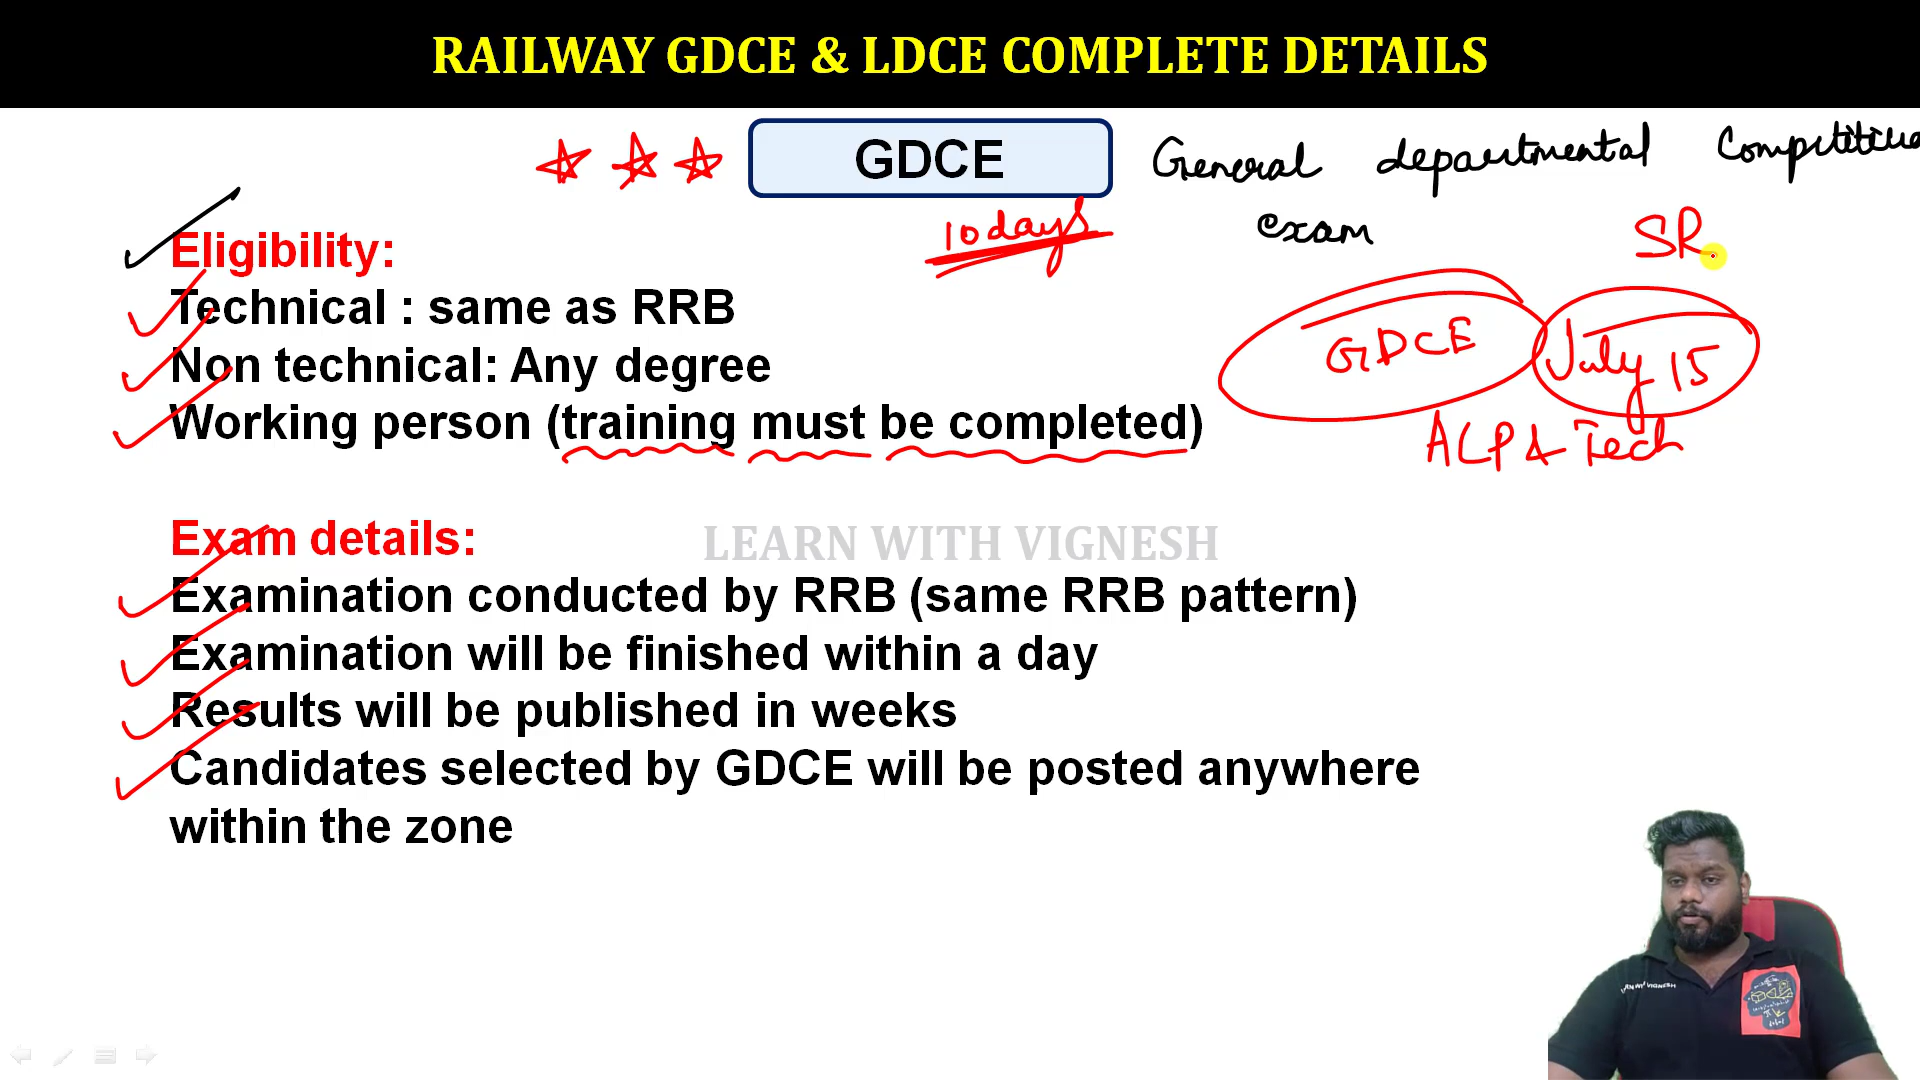 RAILWAY GDCE & LDCE COMPLETE DETAILS
GDCE
General departmental Competitive
exam
10 days
SR
Eligibility:
Technical : same as RRB
Non technical: Any degree
Working person (training must be completed)
GDCE
July 15
ALP & Tech
Exam details:
LEARN WITH VIGNESH
Examination conducted by RRB (same RRB pattern)
Examination will be finished within a day
Results will be published in weeks
Candidates selected by GDCE will be posted anywhere
within the zone